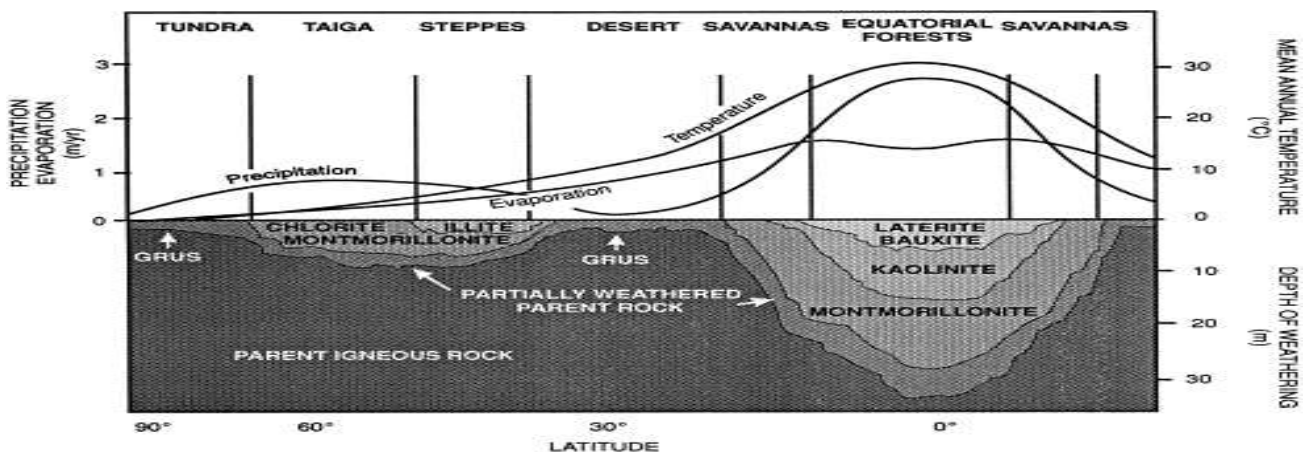 TUNDRA TAIGA STEPPES DESERT SAVANNAS EQUATORIAL FORESTS SAVANNAS
PRECIPITATION
EVAPORATION
(m/yr)
3
2
1
0
Precipitation
Evaporation
Temperature
30
20
10
0
MEAN ANNUAL TEMPERATURE
(°C)
CHLORITE
ILLITE
MONTMORILLONITE
GRUS
GRUS
PARTIALLY WEATHERED
PARENT ROCK
PARENT IGNEOUS ROCK
LATERITE
BAUXITE
KAOLINITE
MONTMORILLONITE
10
20
30
DEPTH OF WEATHERING
(m)
90° 60° 30° 0°
LATITUDE